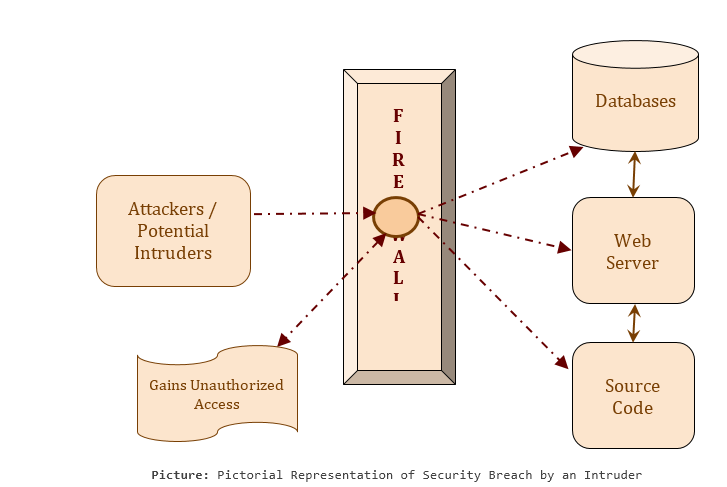 Attackers /
Potential
Intruders
Gains Unauthorized
Access
F
I
R
E
A
L
Databases
Web
Server
Source
Code
Picture: Pictorial Representation of Security Breach by an Intruder